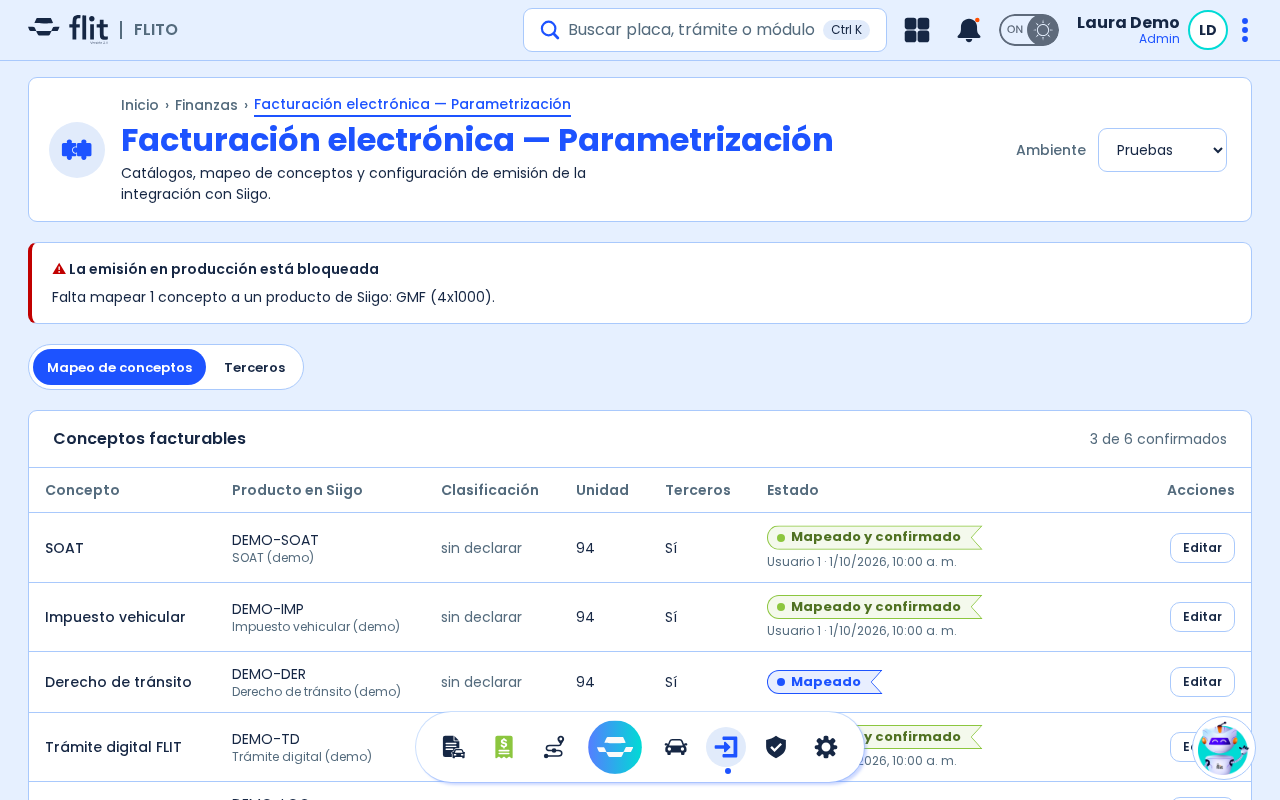 flit | FLITO
Buscar placa, trámite o módulo Ctrl K
ON
Laura Demo
Admin
LD
Inicio › Finanzas › Facturación electrónica — Parametrización
Facturación electrónica — Parametrización
Catálogos, mapeo de conceptos y configuración de emisión de la
integración con Siigo.
Ambiente Pruebas
La emisión en producción está bloqueada
Falta mapear 1 concepto a un producto de Siigo: GMF (4x1000).
Mapeo de conceptos Terceros
Conceptos facturables 3 de 6 confirmados
Concepto Producto en Siigo Clasificación Unidad Terceros Estado Acciones
SOAT DEMO-SOAT sin declarar 94 Sí Mapeado y confirmado Editar
SOAT (demo) Usuario 1 · 1/10/2026, 10:00 a. m.
Impuesto vehicular DEMO-IMP sin declarar 94 Sí Mapeado y confirmado Editar
Impuesto vehicular (demo) Usuario 1 · 1/10/2026, 10:00 a. m.
Derecho de tránsito DEMO-DER sin declarar 94 Sí Mapeado Editar
Derecho de tránsito (demo)
Trámite digital FLIT DEMO-TD y confirmado
Trámite digital (demo) 2026, 10:00 a. m.